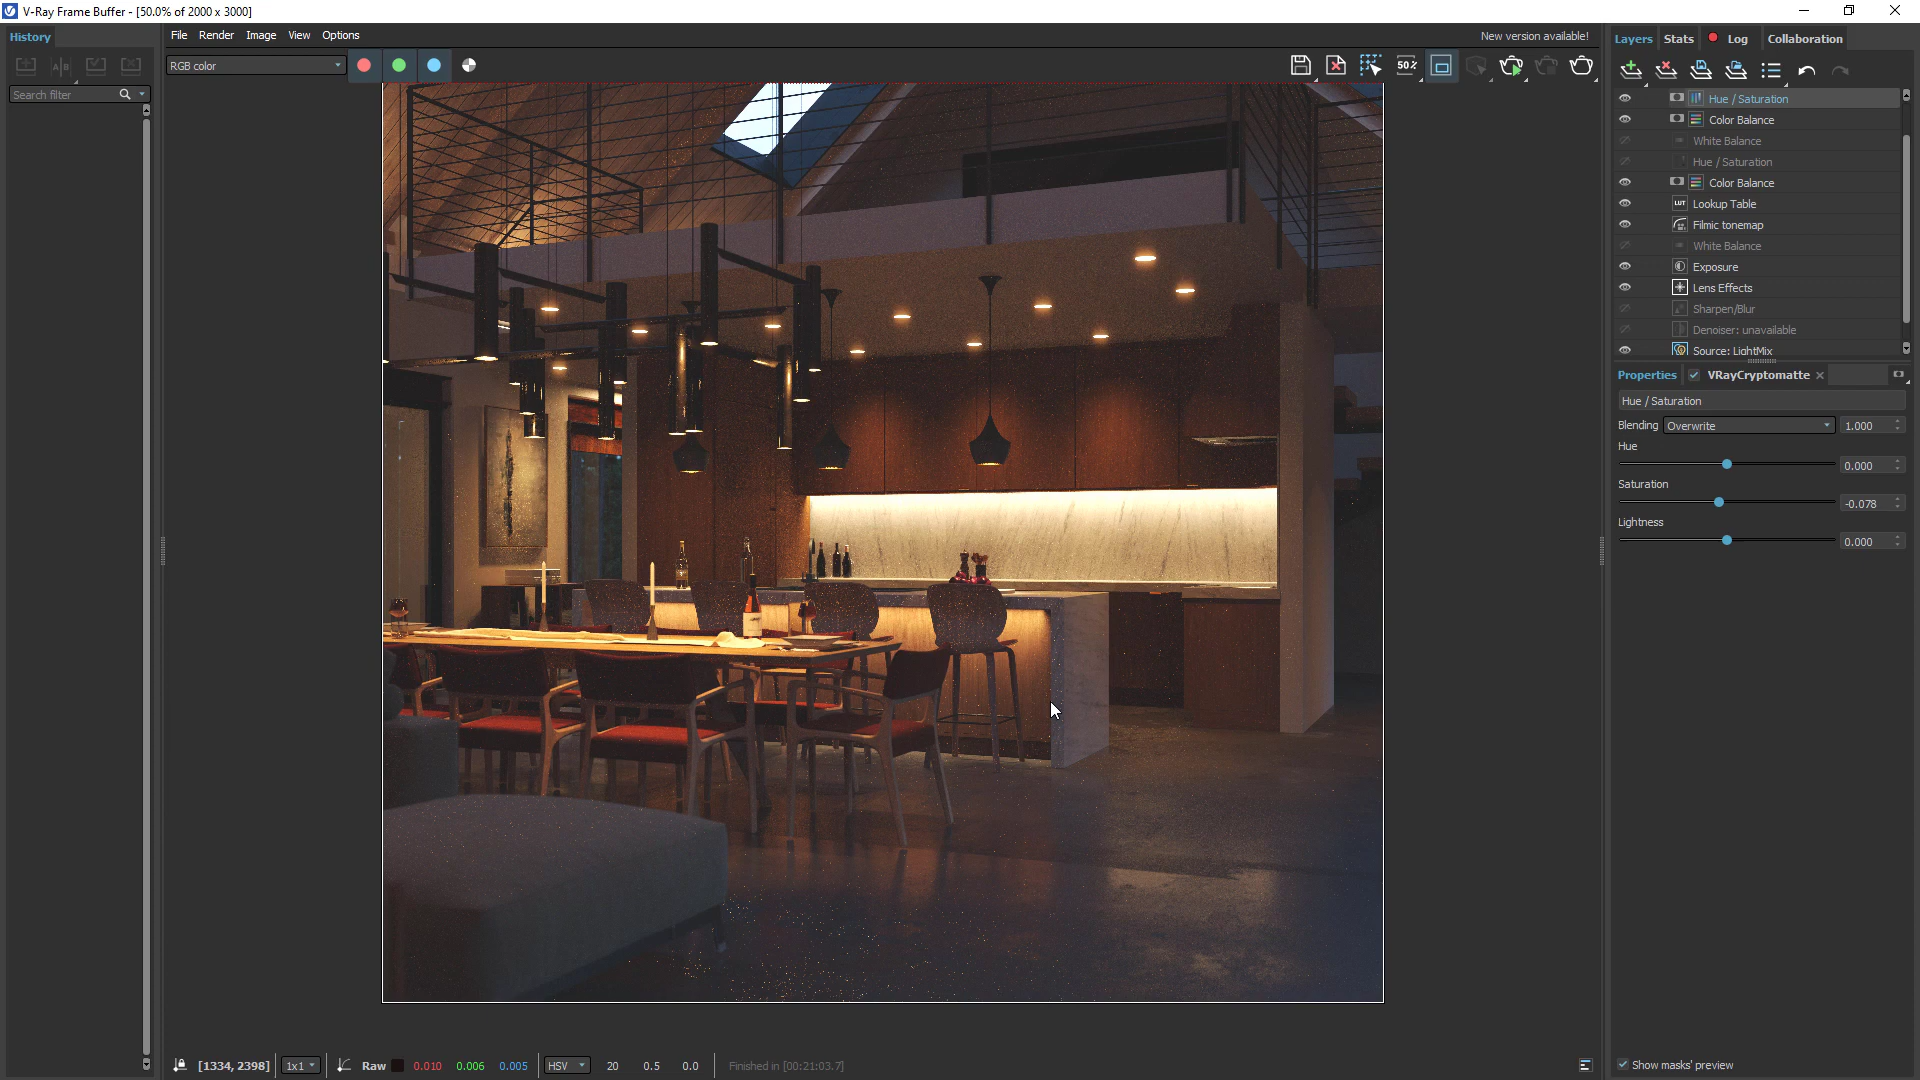 V-Ray Frame Buffer - [50.0% of 2000 x 3000]
History
File Render Image View Options
New version available!
Layers Stats Log Collaboration
RGB color
50%
Search filter
Hue / Saturation
Color Balance
White Balance
Hue / Saturation
Color Balance
LUT Lookup Table
Filmic tonemap
White Balance
Exposure
Lens Effects
Sharpen/Blur
Denoiser: unavailable
Source: LightMix
Properties VRayCryptomatte
Hue / Saturation
Blending Overwrite 1.000
Hue
0.000
Saturation
-0.078
Lightness
0.000
[1334, 2398] 1x1 Raw 0.010 0.006 0.005 HSV 20 0.5 0.0 Finished in [00:21:03.7]
Show masks' preview